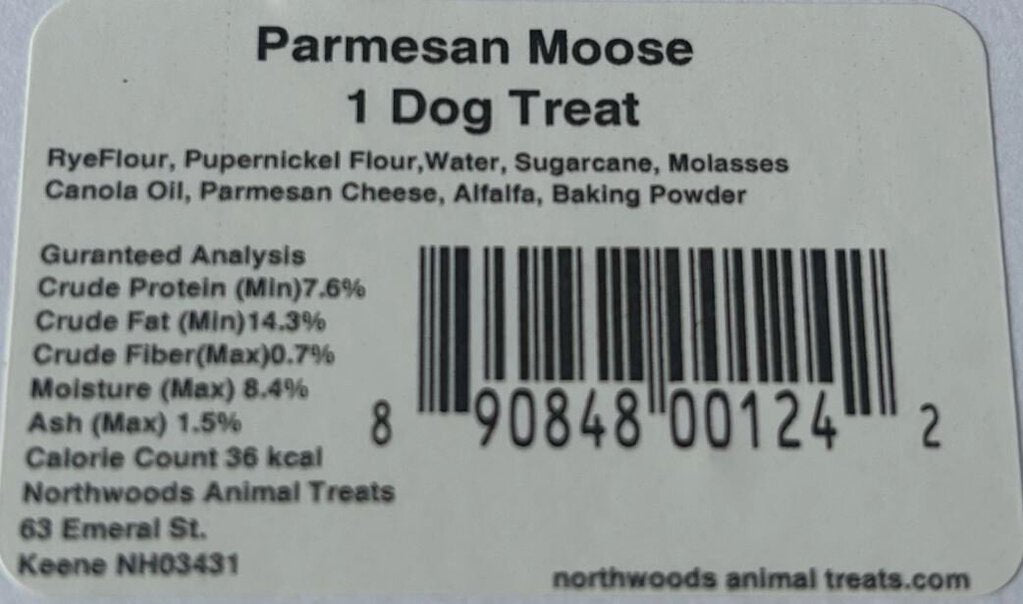 Parmesan Moose
1 Dog Treat
RyeFlour, Pupernickel Flour,Water, Sugarcane, Molasses
Canola Oil, Parmesan Cheese, Alfalfa, Baking Powder
Guranteed Analysis
Crude Protein (Min)7.6%
Crude Fat (Min)14.3%
Crude Fiber(Max)0.7%
Moisture (Max) 8.4%
Ash (Max) 1.5%
Calorie Count 36 kcal
Northwoods Animal Treats
63 Emeral St.
Keene NH03431
8 90848 00124 2
northwoods animal treats.com